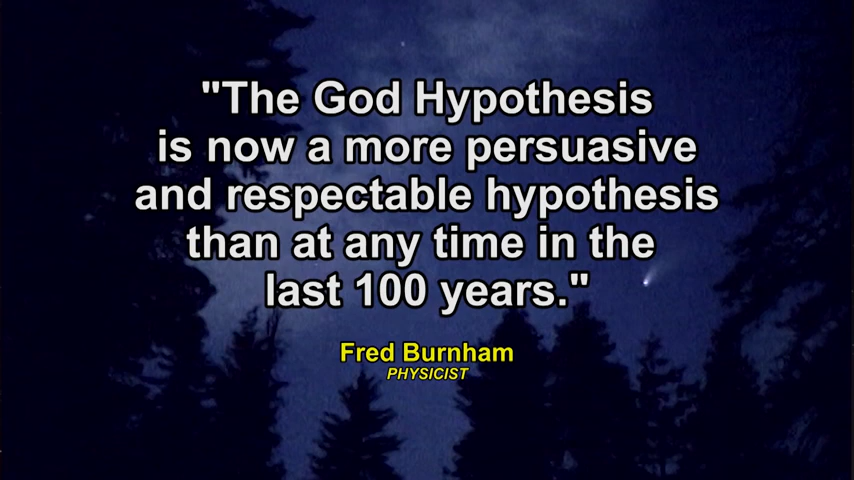 "The God Hypothesis
is now a more persuasive
and respectable hypothesis
than at any time in the
last 100 years."
Fred Burnham
PHYSICIST